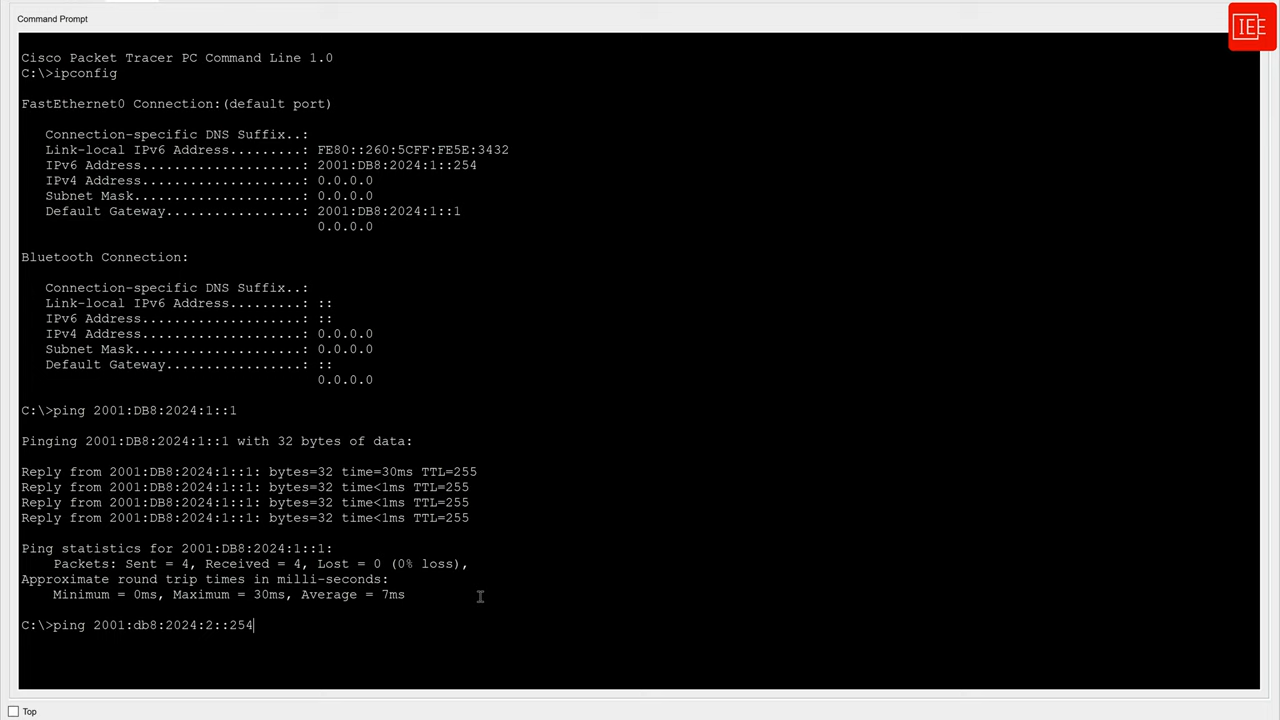 Command Prompt
IEE
Cisco Packet Tracer PC Command Line 1.0
C:\>ipconfig
FastEthernet0 Connection:(default port)
Connection-specific DNS Suffix..:
Link-local IPv6 Address.........: FE80::260:5CFF:FE5E:3432
IPv6 Address....................: 2001:DB8:2024:1::254
IPv4 Address....................: 0.0.0.0
Subnet Mask.....................: 0.0.0.0
Default Gateway.................: 2001:DB8:2024:1::1
0.0.0.0
Bluetooth Connection:
Connection-specific DNS Suffix..:
Link-local IPv6 Address.........: ::
IPv6 Address....................: ::
IPv4 Address....................: 0.0.0.0
Subnet Mask.....................: 0.0.0.0
Default Gateway.................: ::
0.0.0.0
C:\>ping 2001:DB8:2024:1::1
Pinging 2001:DB8:2024:1::1 with 32 bytes of data:
Reply from 2001:DB8:2024:1::1: bytes=32 time=30ms TTL=255
Reply from 2001:DB8:2024:1::1: bytes=32 time<1ms TTL=255
Reply from 2001:DB8:2024:1::1: bytes=32 time<1ms TTL=255
Reply from 2001:DB8:2024:1::1: bytes=32 time<1ms TTL=255
Ping statistics for 2001:DB8:2024:1::1:
Packets: Sent = 4, Received = 4, Lost = 0 (0% loss),
Approximate round trip times in milli-seconds:
Minimum = 0ms, Maximum = 30ms, Average = 7ms
C:\>ping 2001:db8:2024:2::254
Top